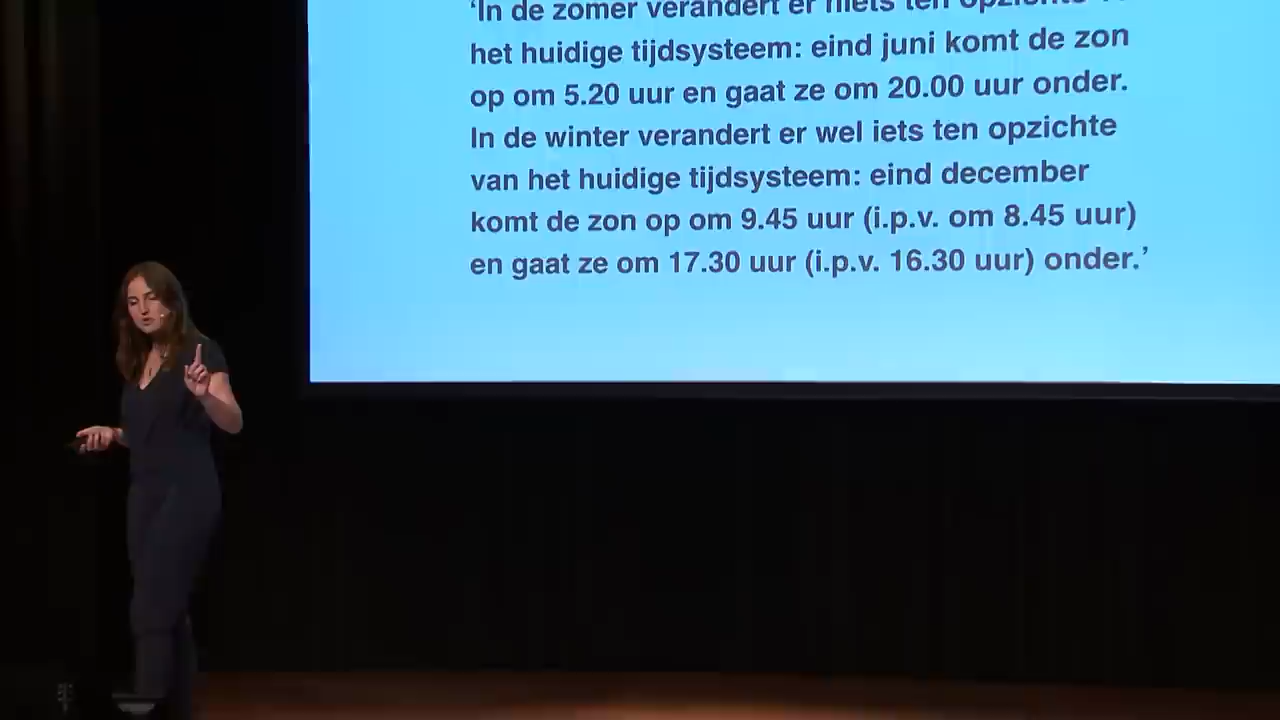 ‘In de zomer verandert er niets ten opzichte
het huidige tijdsysteem: eind juni komt de zon
op om 5.20 uur en gaat ze om 20.00 uur onder.
In de winter verandert er wel iets ten opzichte
van het huidige tijdsysteem: eind december
komt de zon op om 9.45 uur (i.p.v. om 8.45 uur)
en gaat ze om 17.30 uur (i.p.v. 16.30 uur) onder.’